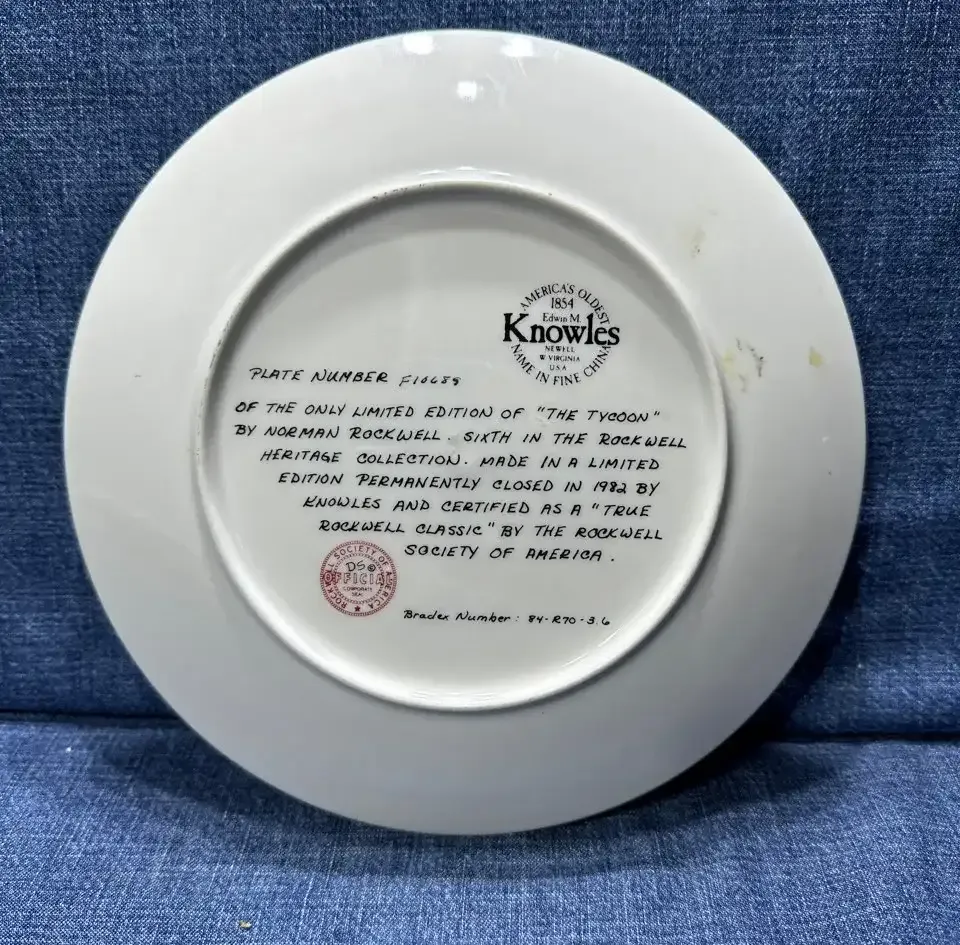 AMERICA'S OLDEST
1854
Edwin M.
Knowles
NEWELL
W VIRGINIA
U.S.A
NAME IN FINE CHINA
PLATE NUMBER F10689
OF THE ONLY LIMITED EDITION OF "THE TYCOON"
BY NORMAN ROCKWELL. SIXTH IN THE ROCKWELL
HERITAGE COLLECTION. MADE IN A LIMITED
EDITION PERMANENTLY CLOSED IN 1982 BY
KNOWLES AND CERTIFIED AS A "TRUE
ROCKWELL CLASSIC" BY THE ROCKWELL
SOCIETY OF AMERICA.
ROCKWELL SOCIETY OF AMERICA
DS©
OFFICIAL
CORPORATE
SEAL
Bradex Number: 84-R70-3.6